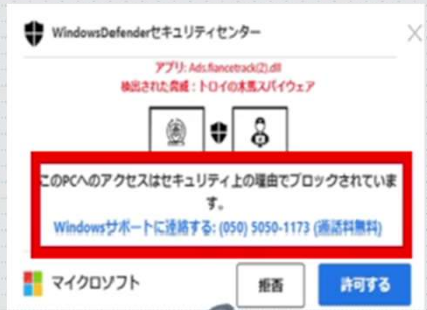 WindowsDefenderセキュリティセンター
アプリ: Ads.fiancetrack(2).dll
検出された脅威：トロイの木馬スパイウェア
このPCへのアクセスはセキュリティ上の理由でブロックされていま
す。
Windowsサポートに連絡する: (050) 5050-1173 (通話料無料)
マイクロソフト
拒否
許可する